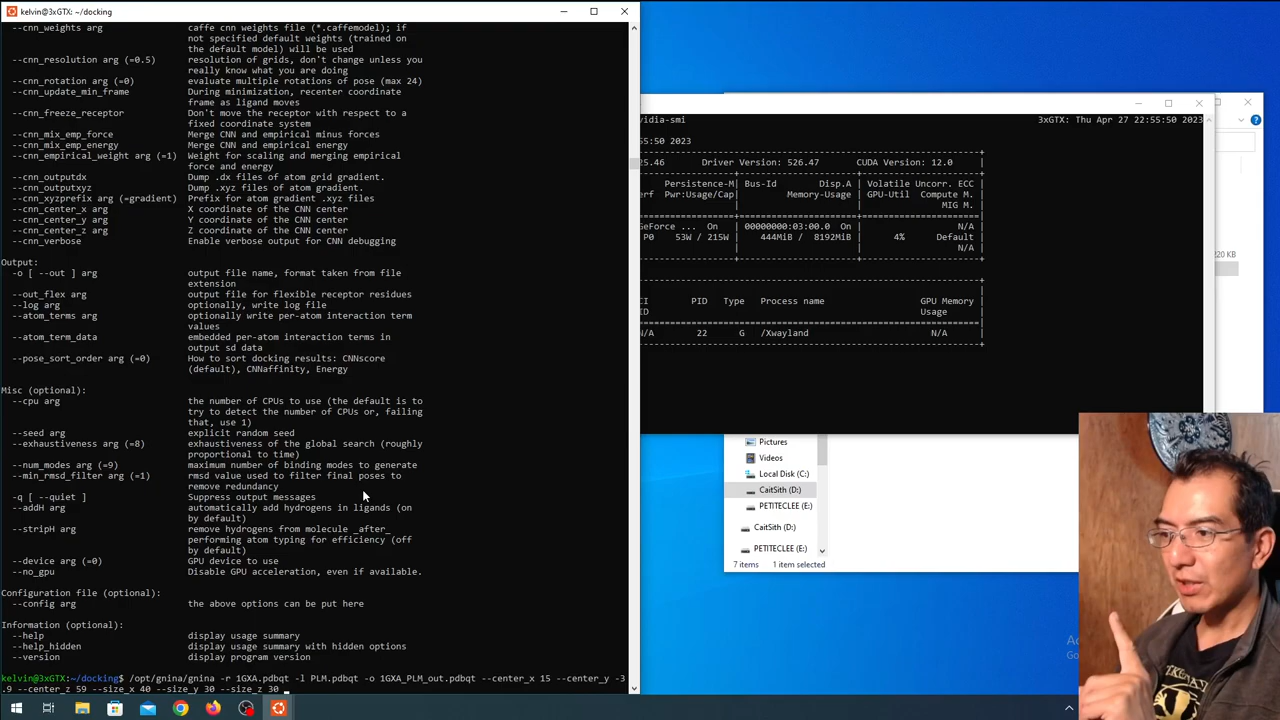 kelvin@3xGTX: ~/docking
--cnn_weights arg caffe cnn weights file (*.caffemodel); if
not specified default weights (trained on
the default model) will be used
--cnn_resolution arg (=0.5) resolution of grids, don't change unless you
really know what you are doing
--cnn_rotation arg (=0) evaluate multiple rotations of pose (max 24)
--cnn_update_min_frame During minimization, recenter coordinate
frame as ligand moves
--cnn_freeze_receptor Don't move the receptor with respect to a
fixed coordinate system
--cnn_mix_emp_force Merge CNN and empirical minus forces
--cnn_mix_emp_energy Merge CNN and empirical energy
--cnn_empirical_weight arg (=1) Weight for scaling and merging empirical
force and energy
--cnn_outputdx Dump .dx files of atom grid gradient.
--cnn_outputxyz Dump .xyz files of atom gradient.
--cnn_xyzprefix arg (=gradient) Prefix for atom gradient .xyz files
--cnn_center_x arg X coordinate of the CNN center
--cnn_center_y arg Y coordinate of the CNN center
--cnn_center_z arg Z coordinate of the CNN center
--cnn_verbose Enable verbose output for CNN debugging
Output:
-o [ --out ] arg output file name, format taken from file
extension
--out_flex arg output file for flexible receptor residues
--log arg optionally, write log file
--atom_terms arg optionally write per-atom interaction term
values
--atom_term_data embedded per-atom interaction terms in
output sd data
--pose_sort_order arg (=0) How to sort docking results: CNNscore
(default), CNNaffinity, Energy
Misc (optional):
--cpu arg the number of CPUs to use (the default is to
try to detect the number of CPUs or, failing
that, use 1)
--seed arg explicit random seed
--exhaustiveness arg (=8) exhaustiveness of the global search (roughly
proportional to time)
--num_modes arg (=9) maximum number of binding modes to generate
--min_rmsd_filter arg (=1) rmsd value used to filter final poses to
remove redundancy
-q [ --quiet ] Suppress output messages
--addH arg automatically add hydrogens in ligands (on
by default)
--stripH arg remove hydrogens from molecule _after_
performing atom typing for efficiency (off
by default)
--device arg (=0) GPU device to use
--no_gpu Disable GPU acceleration, even if available.
Configuration file (optional):
--config arg the above options can be put here
Information (optional):
--help display usage summary
--help_hidden display usage summary with hidden options
--version display program version
kelvin@3xGTX:~/docking$ /opt/gnina/gnina -r 1GXA.pdbqt -l PLM.pdbqt -o 1GXA_PLM_out.pdbqt --center_x 15 --center_y -3
.9 --center_z 59 --size_x 40 --size_y 30 --size_z 30
vidia-smi 3xGTX: Thu Apr 27 22:55:50 2023
55:50 2023
25.46 Driver Version: 526.47 CUDA Version: 12.0
Persistence-M| Bus-Id Disp.A | Volatile Uncorr. ECC
erf Pwr:Usage/Cap| Memory-Usage | GPU-Util Compute M.
MIG M.
GeForce ... On | 00000000:03:00.0 On | N/A
P0 53W / 215W | 444MiB / 8192MiB | 4% Default
N/A
CI PID Type Process name GPU Memory
ID Usage
N/A 22 G /Xwayland N/A
220 KB
Pictures
Videos
Local Disk (C:)
CaitSith (D:)
PETITECLEE (E:)
CaitSith (D:)
PETITECLEE (E:)
7 items 1 item selected